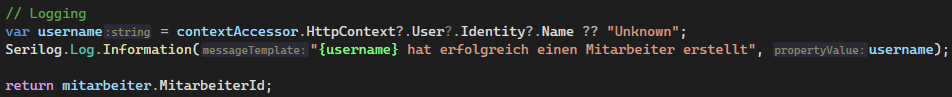 // Logging
var username:string = contextAccessor.HttpContext?.User?.Identity?.Name ?? "Unknown";
Serilog.Log.Information(messageTemplate:"{username} hat erfolgreich einen Mitarbeiter erstellt", propertyValue:username);
return mitarbeiter.MitarbeiterId;